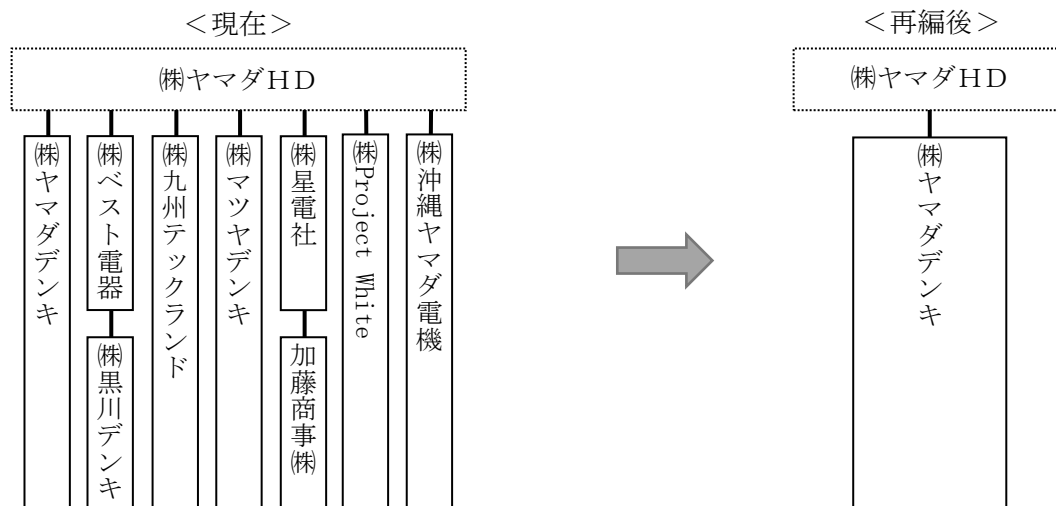 ＜現在＞
㈱ヤマダＨＤ
㈱ヤマダデンキ
㈱ベスト電器
㈱黒川デンキ
㈱九州テックランド
㈱マツヤデンキ
㈱星電社
加藤商事㈱
㈱Project White
㈱沖縄ヤマダ電機
＜再編後＞
㈱ヤマダＨＤ
㈱ヤマダデンキ